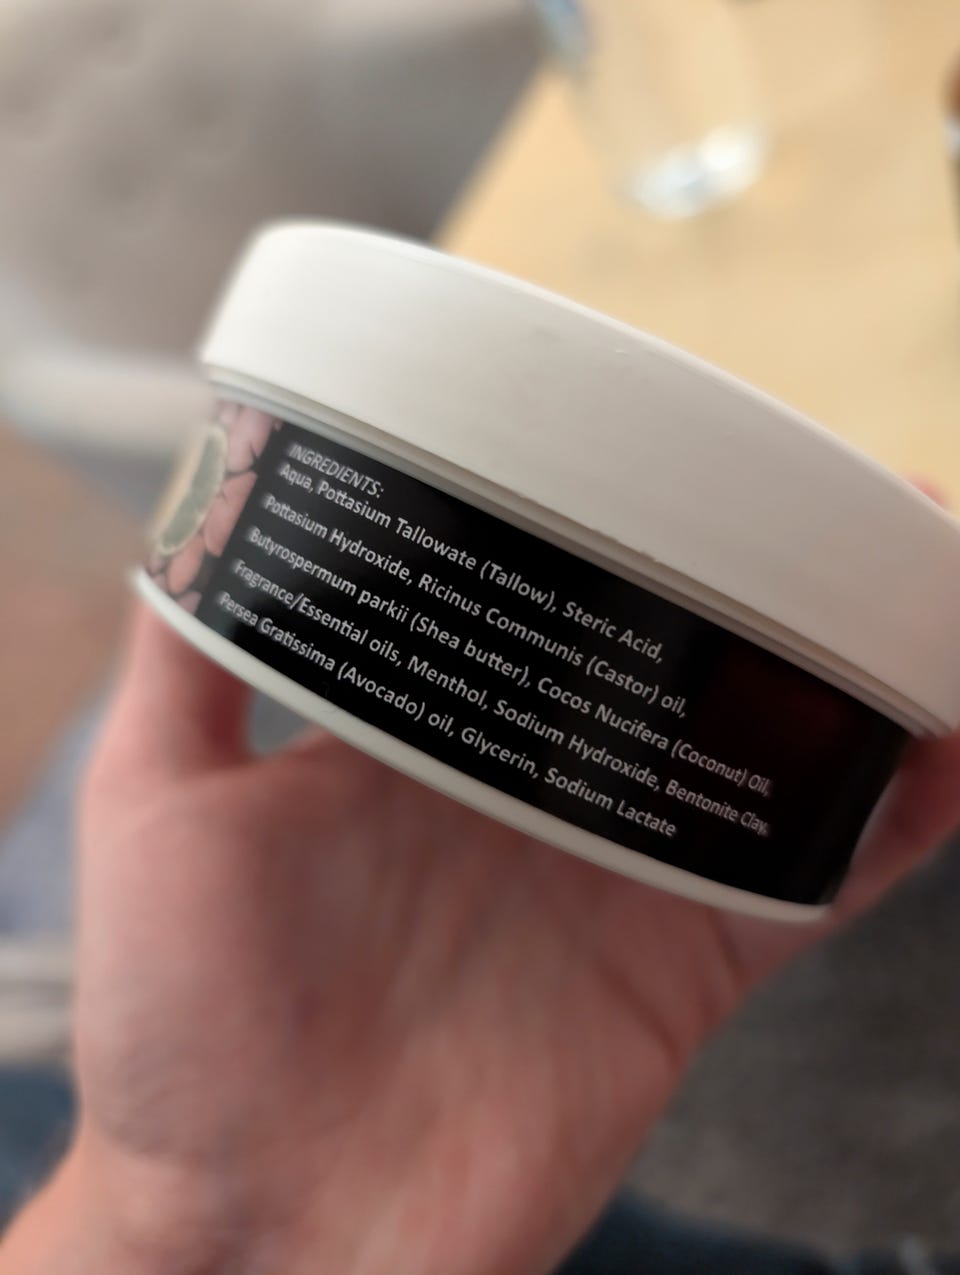 INGREDIENTS:
Aqua, Pottasium Tallowate (Tallow), Steric Acid,
Pottasium Hydroxide, Ricinus Communis (Castor) oil,
Butyrospermum parkii (Shea butter), Cocos Nucifera (Coconut) Oil,
Fragrance/Essential oils, Menthol, Sodium Hydroxide, Bentonite Clay,
Persea Gratissima (Avocado) oil, Glycerin, Sodium Lactate